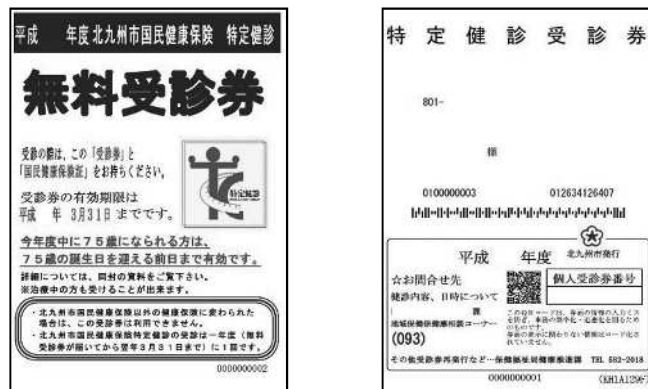 平成　年度 北九州市国民健康保険 特定健診
無料受診券
受診の際は、この「受診券」と
「国民健康保険証」をお持ちください。
受診券の有効期限は
平成　年 3月31日 までです。
特定健診
今年度中に７５歳になられる方は、
７５歳の誕生日を迎える前日まで有効です。
詳細については、同封の資料をご覧下さい。
※治療中の方も受けることが出来ます。
・北九州市国民健康保険以外の健康保険に変わられた
場合は、この受診券は利用できません。
・北九州市国民健康保険特定健診の受診は一年度（無料
受診券が届いてから翌年３月３１日まで）に１回です。
0000000002
特定健診受診券
801-
様
0100000003　012634126407
平成　年度 北九州市発行
☆お問合せ先
個人受診券番号
健診内容、日時について
課
地域保健保健相談コーナー
(093)
その他受診券再発行など…保健福祉局健康推進課 TEL 582-2018
0000000001